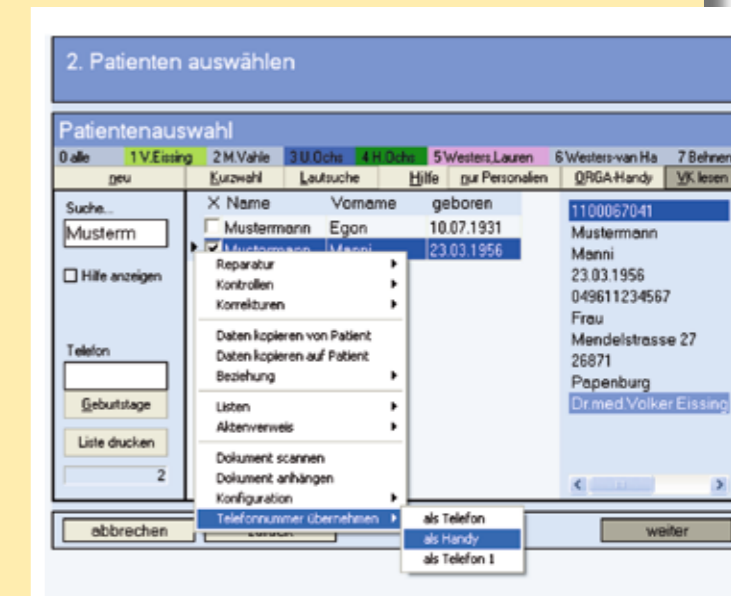 2. Patienten auswählen
Patientenauswahl
0 alle 1 V.Eissing 2 M.Vahle 3 U.Ochs 4 H.Ochs 5 Westers,Lauren 6 Westers-van Ha 7 Behnen
neu Kurzwahl Lautsuche Hilfe nur Personalien ORGA-Handy VK lesen
Suche...
Musterm
Hilfe anzeigen
Telefon
Geburtstage
Liste drucken
2
X Name Vorname geboren
Mustermann Egon 10.07.1931
Mustermann Manni 23.03.1956
Reparatur
Kontrollen
Korrekturen
Daten kopieren von Patient
Daten kopieren auf Patient
Beziehung
Listen
Aktenverweis
Dokument scannen
Dokument anhängen
Konfiguration
Telefonnummer übernehmen
als Telefon
als Handy
als Telefon 1
1100067041
Mustermann
Manni
23.03.1956
049611234567
Frau
Mendelstrasse 27
26871
Papenburg
Dr.med.Volker Eissing
abbrechen zurück weiter